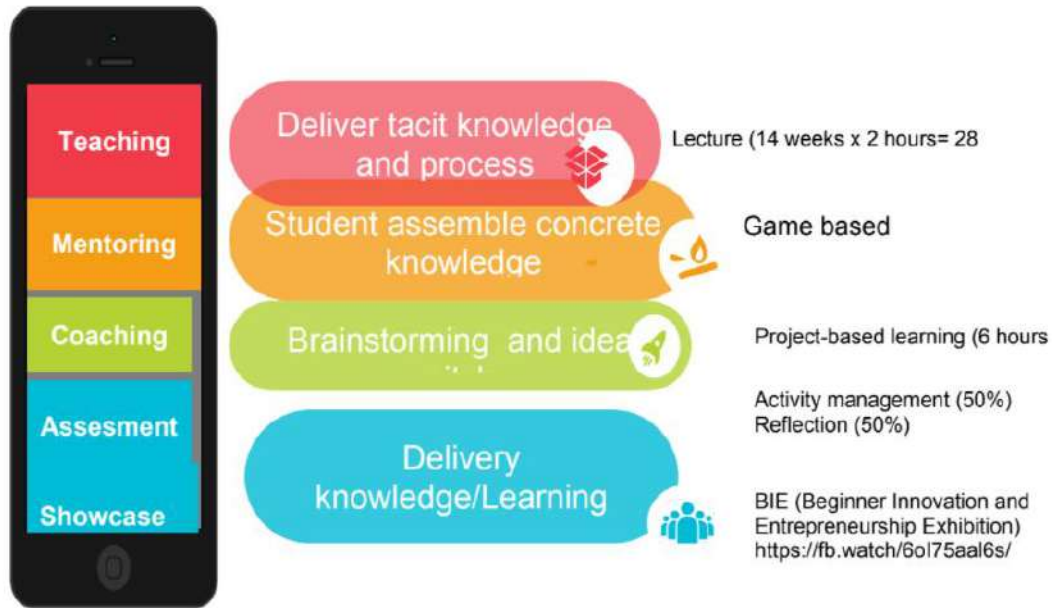 Teaching
Deliver tacit knowledge
and process
Lecture (14 weeks x 2 hours= 28
Mentoring
Student assemble concrete
knowledge
Game based
Coaching
Brainstorming and idea
Project-based learning (6 hours
Assesment
Activity management (50%)
Reflection (50%)
Delivery
knowledge/Learning
Showcase
BIE (Beginner Innovation and
Entrepreneurship Exhibition)
https://fb.watch/6ol75aal6s/